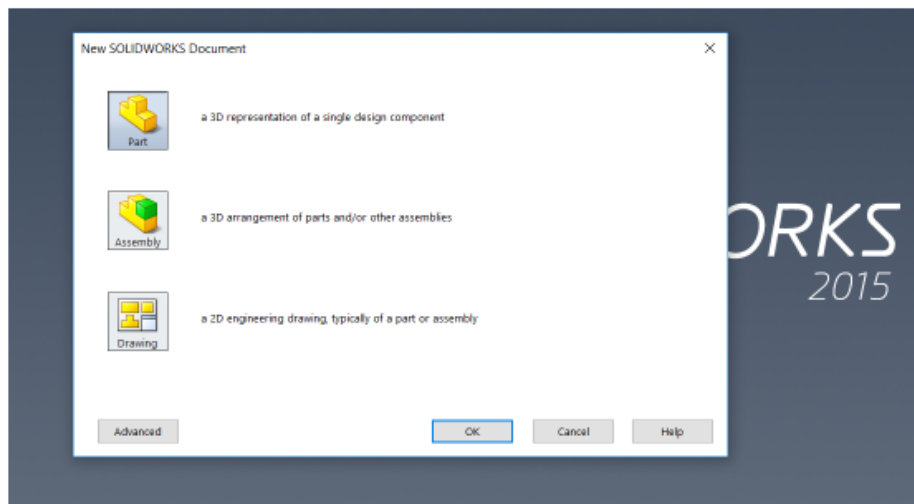 New SOLIDWORKS Document
Part
a 3D representation of a single design component
Assembly
a 3D arrangement of parts and/or other assemblies
ORKS
2015
Drawing
a 2D engineering drawing, typically of a part or assembly
Advanced OK Cancel Help